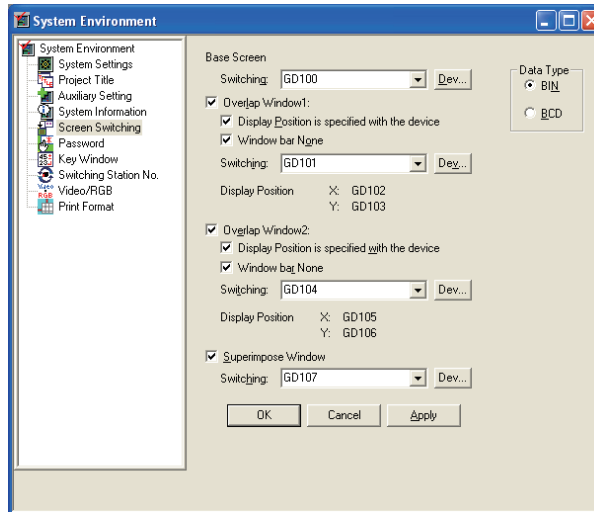 System Environment
System Environment
System Settings
Project Title
Auxiliary Setting
System Information
Screen Switching
Password
Key Window
Switching Station No.
Video/RGB
Print Format
Base Screen
Switching: GD100 Dev...
Overlap Window1:
Display Position is specified with the device
Window bar None
Switching: GD101 Dev...
Display Position X: GD102
Y: GD103
Overlap Window2:
Display Position is specified with the device
Window bar None
Switching: GD104 Dev...
Display Position X: GD105
Y: GD106
Superimpose Window
Switching: GD107 Dev...
OK Cancel Apply
Data Type
BIN
BCD